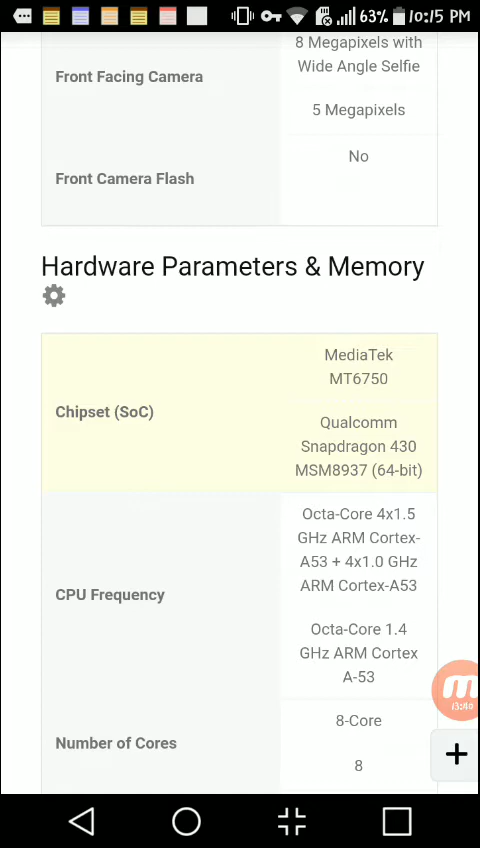 63% 10:15 PM
8 Megapixels with
Wide Angle Selfie
Front Facing Camera
5 Megapixels
No
Front Camera Flash
Hardware Parameters & Memory
MediaTek
MT6750
Chipset (SoC)
Qualcomm
Snapdragon 430
MSM8937 (64-bit)
Octa-Core 4x1.5
GHz ARM Cortex-
A53 + 4x1.0 GHz
ARM Cortex-A53
CPU Frequency
Octa-Core 1.4
GHz ARM Cortex
A-53
13:40
8-Core
Number of Cores
+
8